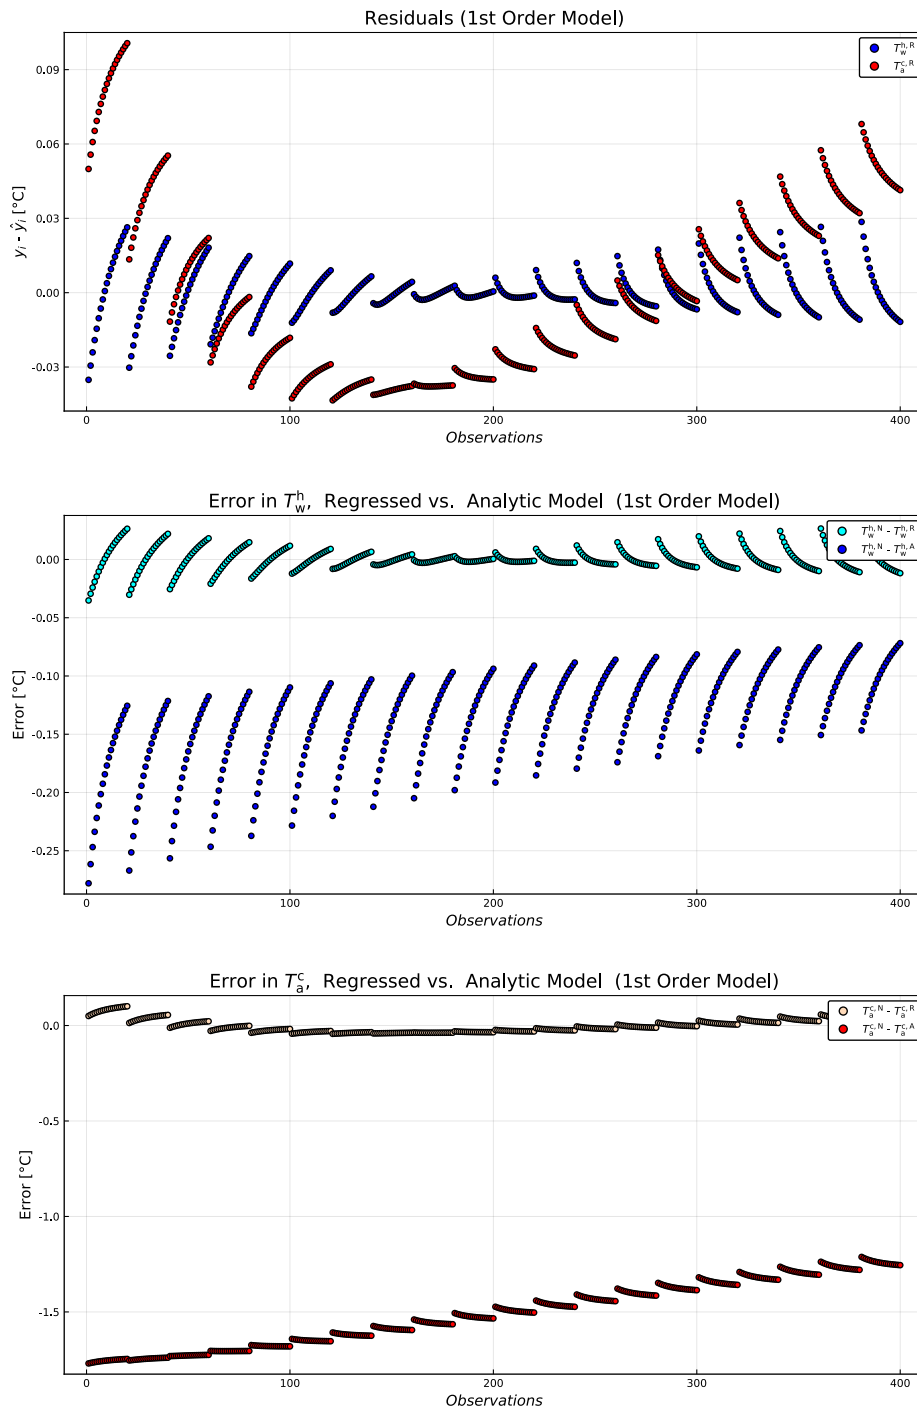 Residuals (1st Order Model)
0.09
0.06
0.03
0.00
-0.03
y_i - ŷ_i [°C]
T_w^{h,R}
T_a^{c,R}
0
100
200
300
400
Observations
Error in T_w^h, Regressed vs. Analytic Model (1st Order Model)
0.00
-0.05
-0.10
-0.15
-0.20
-0.25
Error [°C]
T_w^{h,N} - T_w^{h,R}
T_w^{h,N} - T_w^{h,A}
0
100
200
300
400
Observations
Error in T_a^c, Regressed vs. Analytic Model (1st Order Model)
0.0
-0.5
-1.0
-1.5
Error [°C]
T_a^{c,N} - T_a^{c,R}
T_a^{c,N} - T_a^{c,A}
0
100
200
300
400
Observations